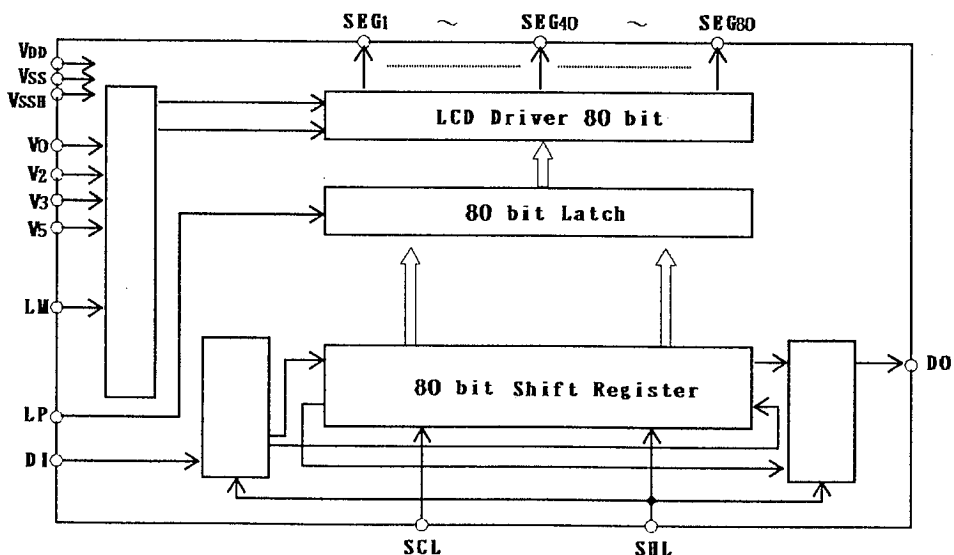 SEG1 ~ SEG40 ~ SEG80
VDD
VSS
VSSH
LCD Driver 80 bit
V0
V2
V3
80 bit Latch
V5
LM
DO
80 bit Shift Register
LP
DI
SCL
SHL